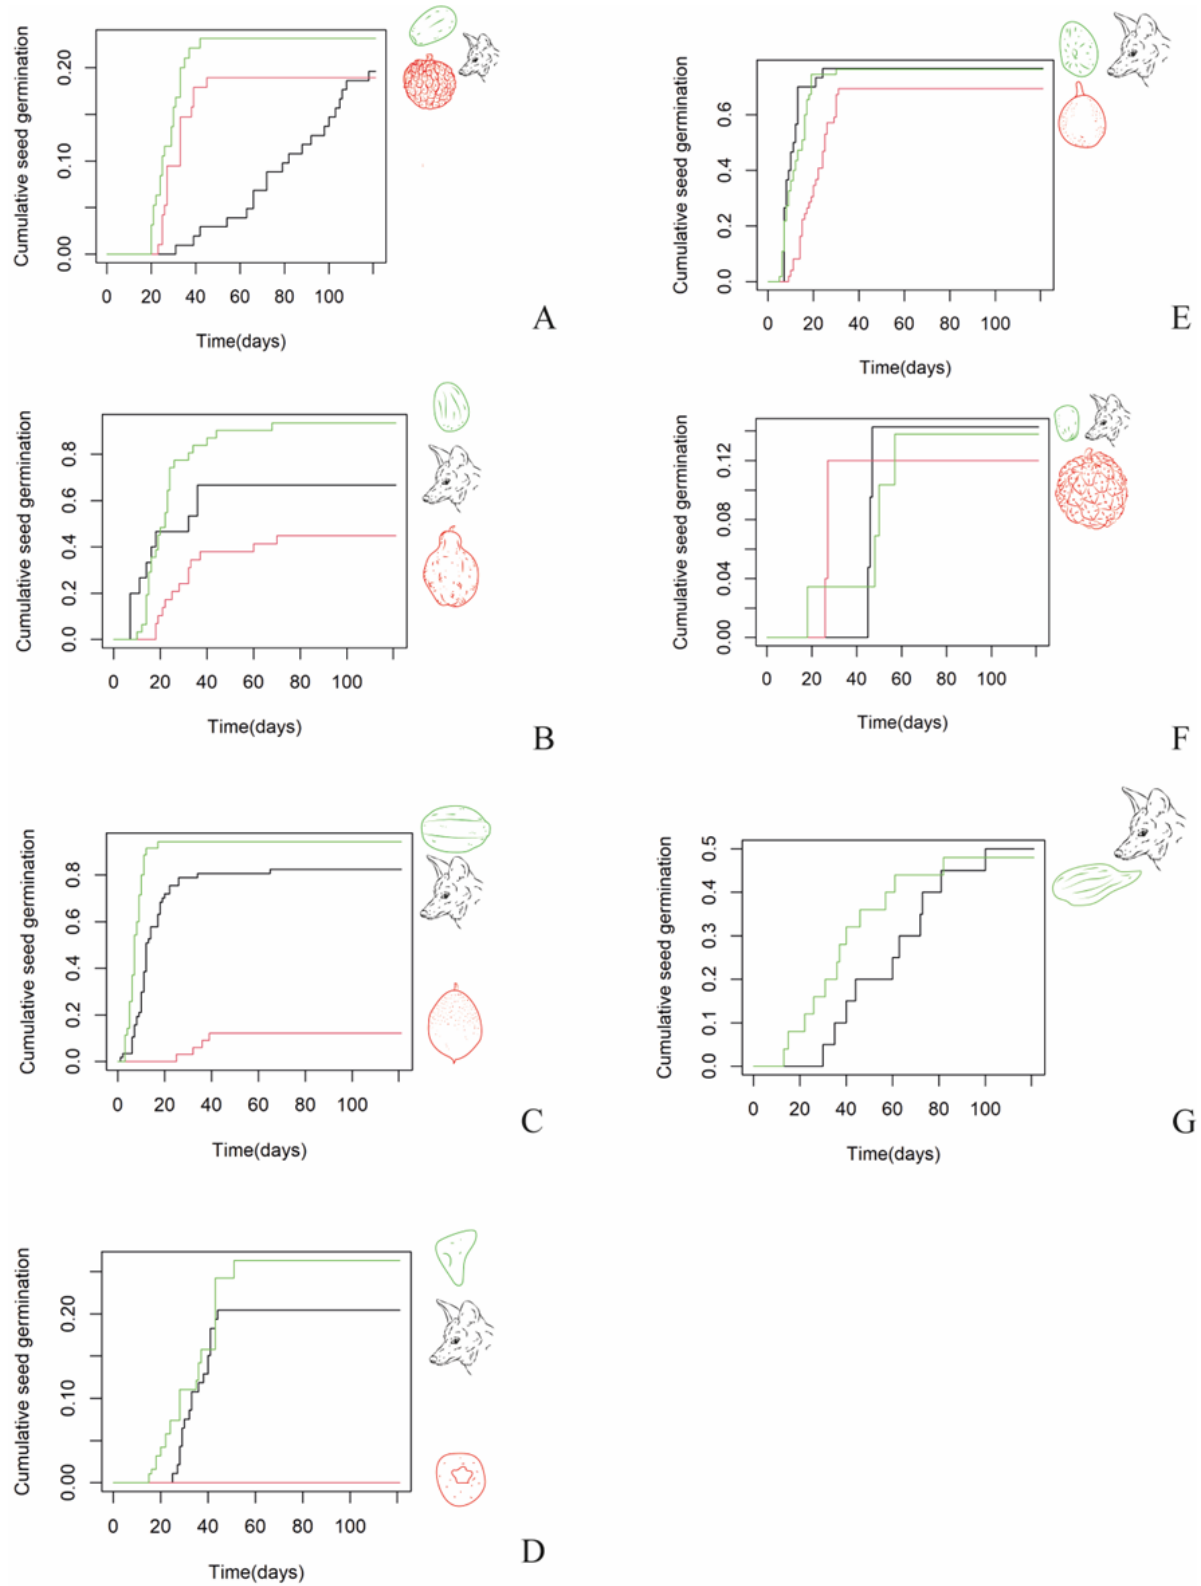 Cumulative seed germination
0.20
0.10
0.00
0 20 40 60 80 100
Time(days)
A
Cumulative seed germination
0.8
0.6
0.4
0.2
0.0
0 20 40 60 80 100
Time(days)
B
Cumulative seed germination
0.8
0.6
0.4
0.2
0.0
0 20 40 60 80 100
Time(days)
C
Cumulative seed germination
0.20
0.10
0.00
0 20 40 60 80 100
Time(days)
D
Cumulative seed germination
0.6
0.4
0.2
0.0
0 20 40 60 80 100
Time(days)
E
Cumulative seed germination
0.12
0.08
0.04
0.00
0 20 40 60 80 100
Time(days)
F
Cumulative seed germination
0.5
0.4
0.3
0.2
0.1
0.0
0 20 40 60 80 100
Time(days)
G